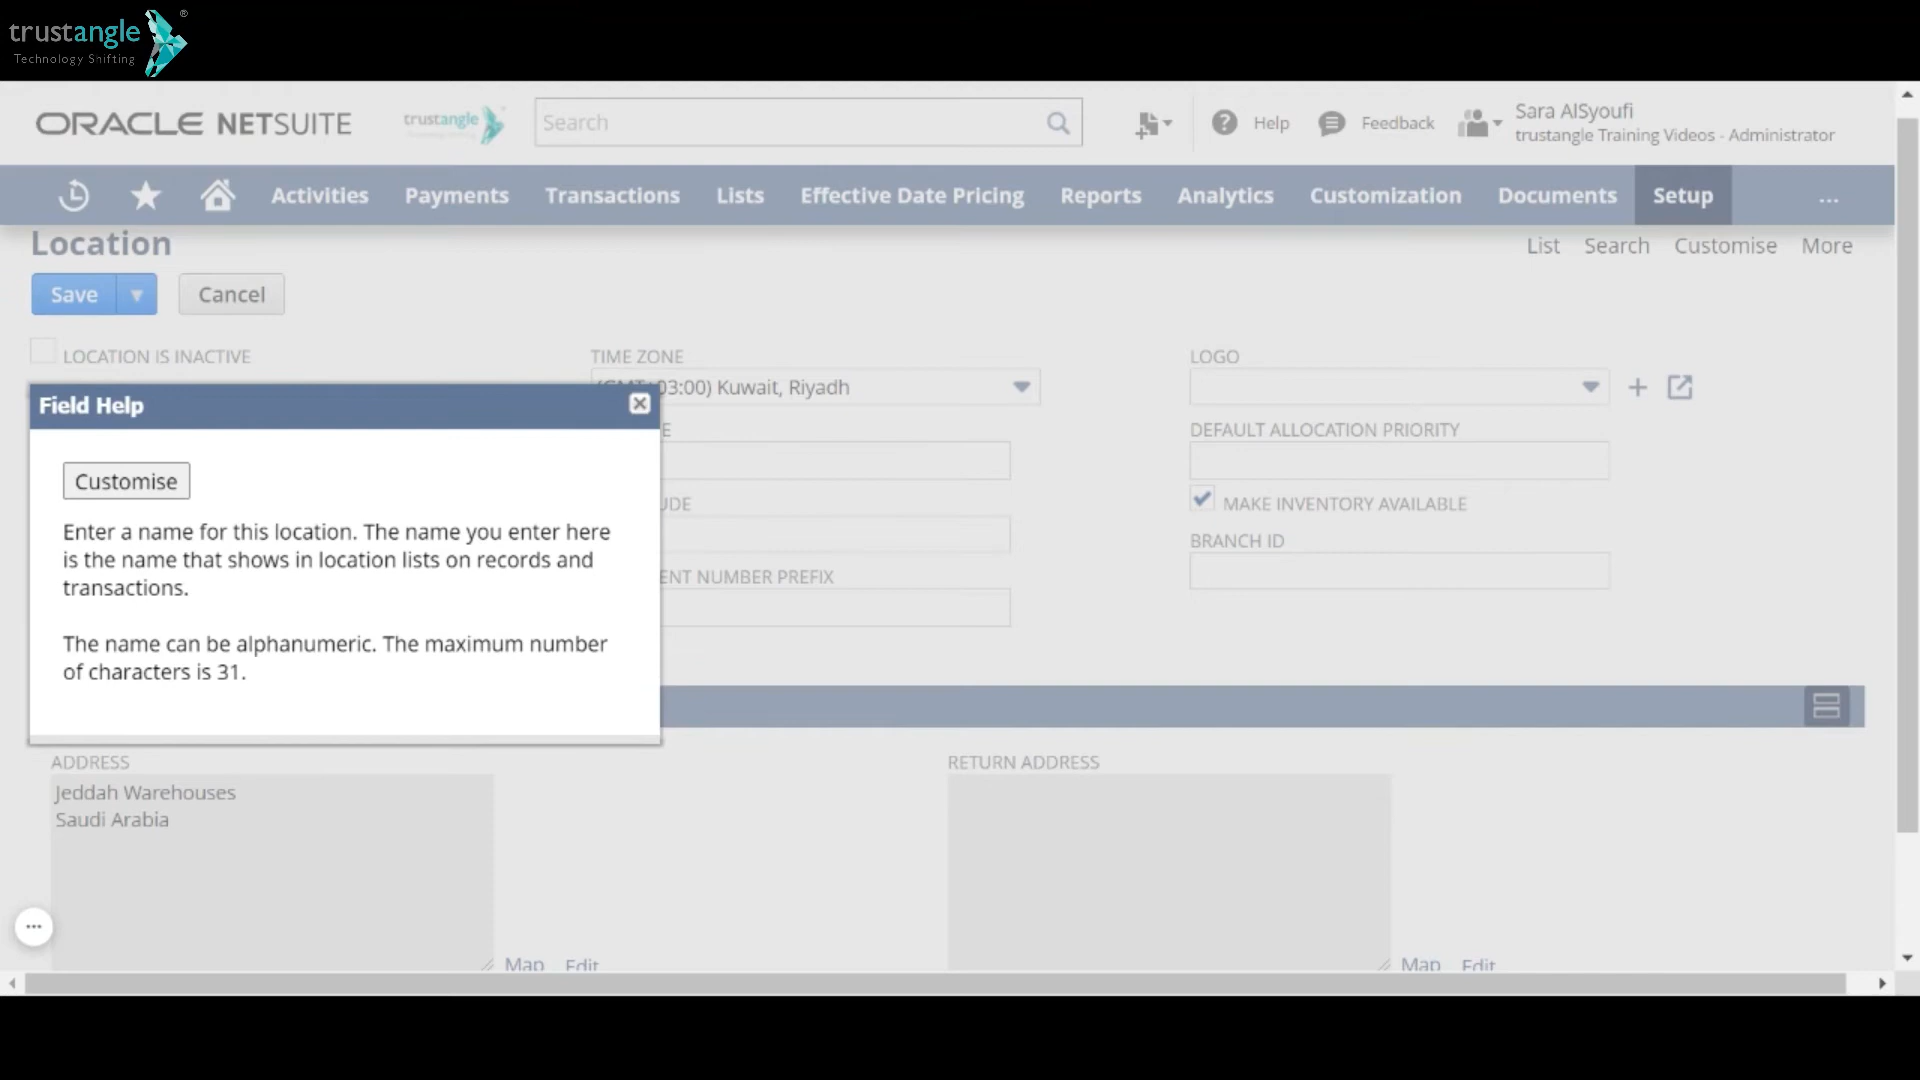 trustangle
®
Technology Shifting
ORACLE NETSUITE
trustangle
Search
Help
Feedback
Sara AlSyoufi
trustangle Training Videos - Administrator
Activities
Payments
Transactions
Lists
Effective Date Pricing
Reports
Analytics
Customization
Documents
Setup
...
Location
List
Search
Customise
More
Save
Cancel
LOCATION IS INACTIVE
TIME ZONE
03:00) Kuwait, Riyadh
LOGO
Field Help
Customise
Enter a name for this location. The name you enter here
is the name that shows in location lists on records and
transactions.
The name can be alphanumeric. The maximum number
of characters is 31.
E
UDE
ENT NUMBER PREFIX
DEFAULT ALLOCATION PRIORITY
MAKE INVENTORY AVAILABLE
BRANCH ID
ADDRESS
Jeddah Warehouses
Saudi Arabia
Map
Edit
RETURN ADDRESS
Map
Edit